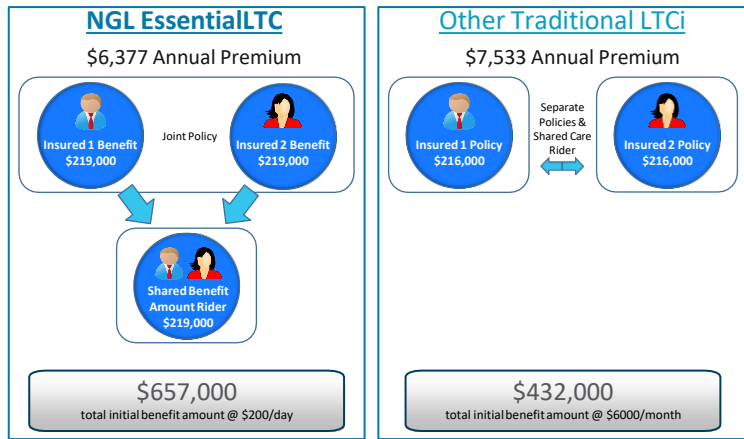 NGL EssentialLTC
$6,377 Annual Premium
Insured 1 Benefit
$219,000
Joint Policy
Insured 2 Benefit
$219,000
Shared Benefit
Amount Rider
$219,000
$657,000
total initial benefit amount @ $200/day
Other Traditional LTCi
$7,533 Annual Premium
Insured 1 Policy
$216,000
Separate
Policies &
Shared Care
Rider
Insured 2 Policy
$216,000
$432,000
total initial benefit amount @ $6000/month